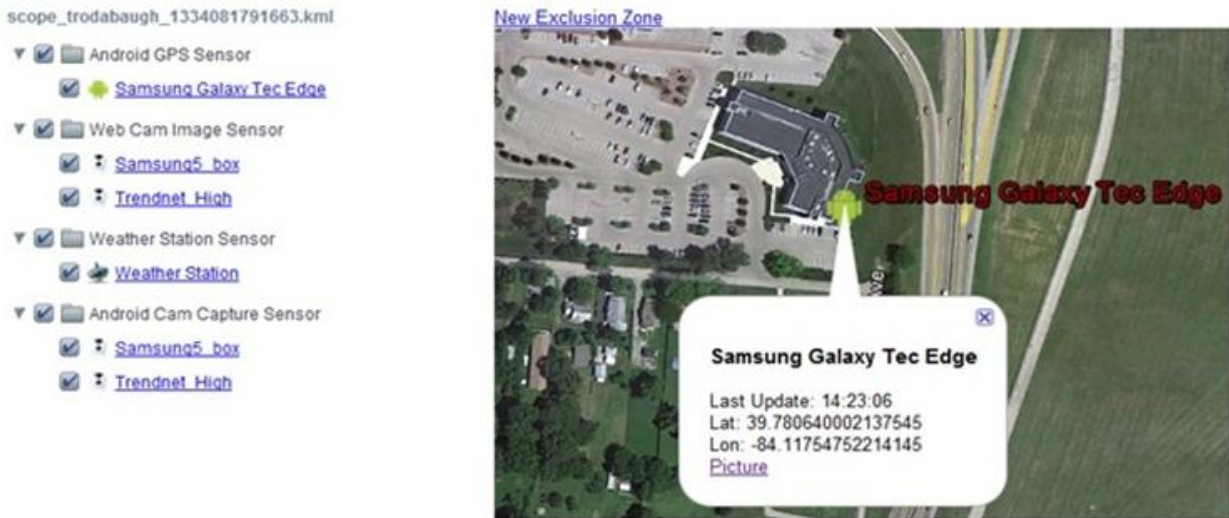 scope_trodabaugh_1334081791663.kml
Android GPS Sensor
Samsung Galaxy Tec Edge
Web Cam Image Sensor
Samsung5_box
Trendnet_High
Weather Station Sensor
Weather Station
Android Cam Capture Sensor
Samsung5_box
Trendnet_High
New Exclusion Zone
Samsung Galaxy Tec Edge
Samsung Galaxy Tec Edge
Last Update: 14:23:06
Lat: 39.780640002137545
Lon: -84.11754752214145
Picture